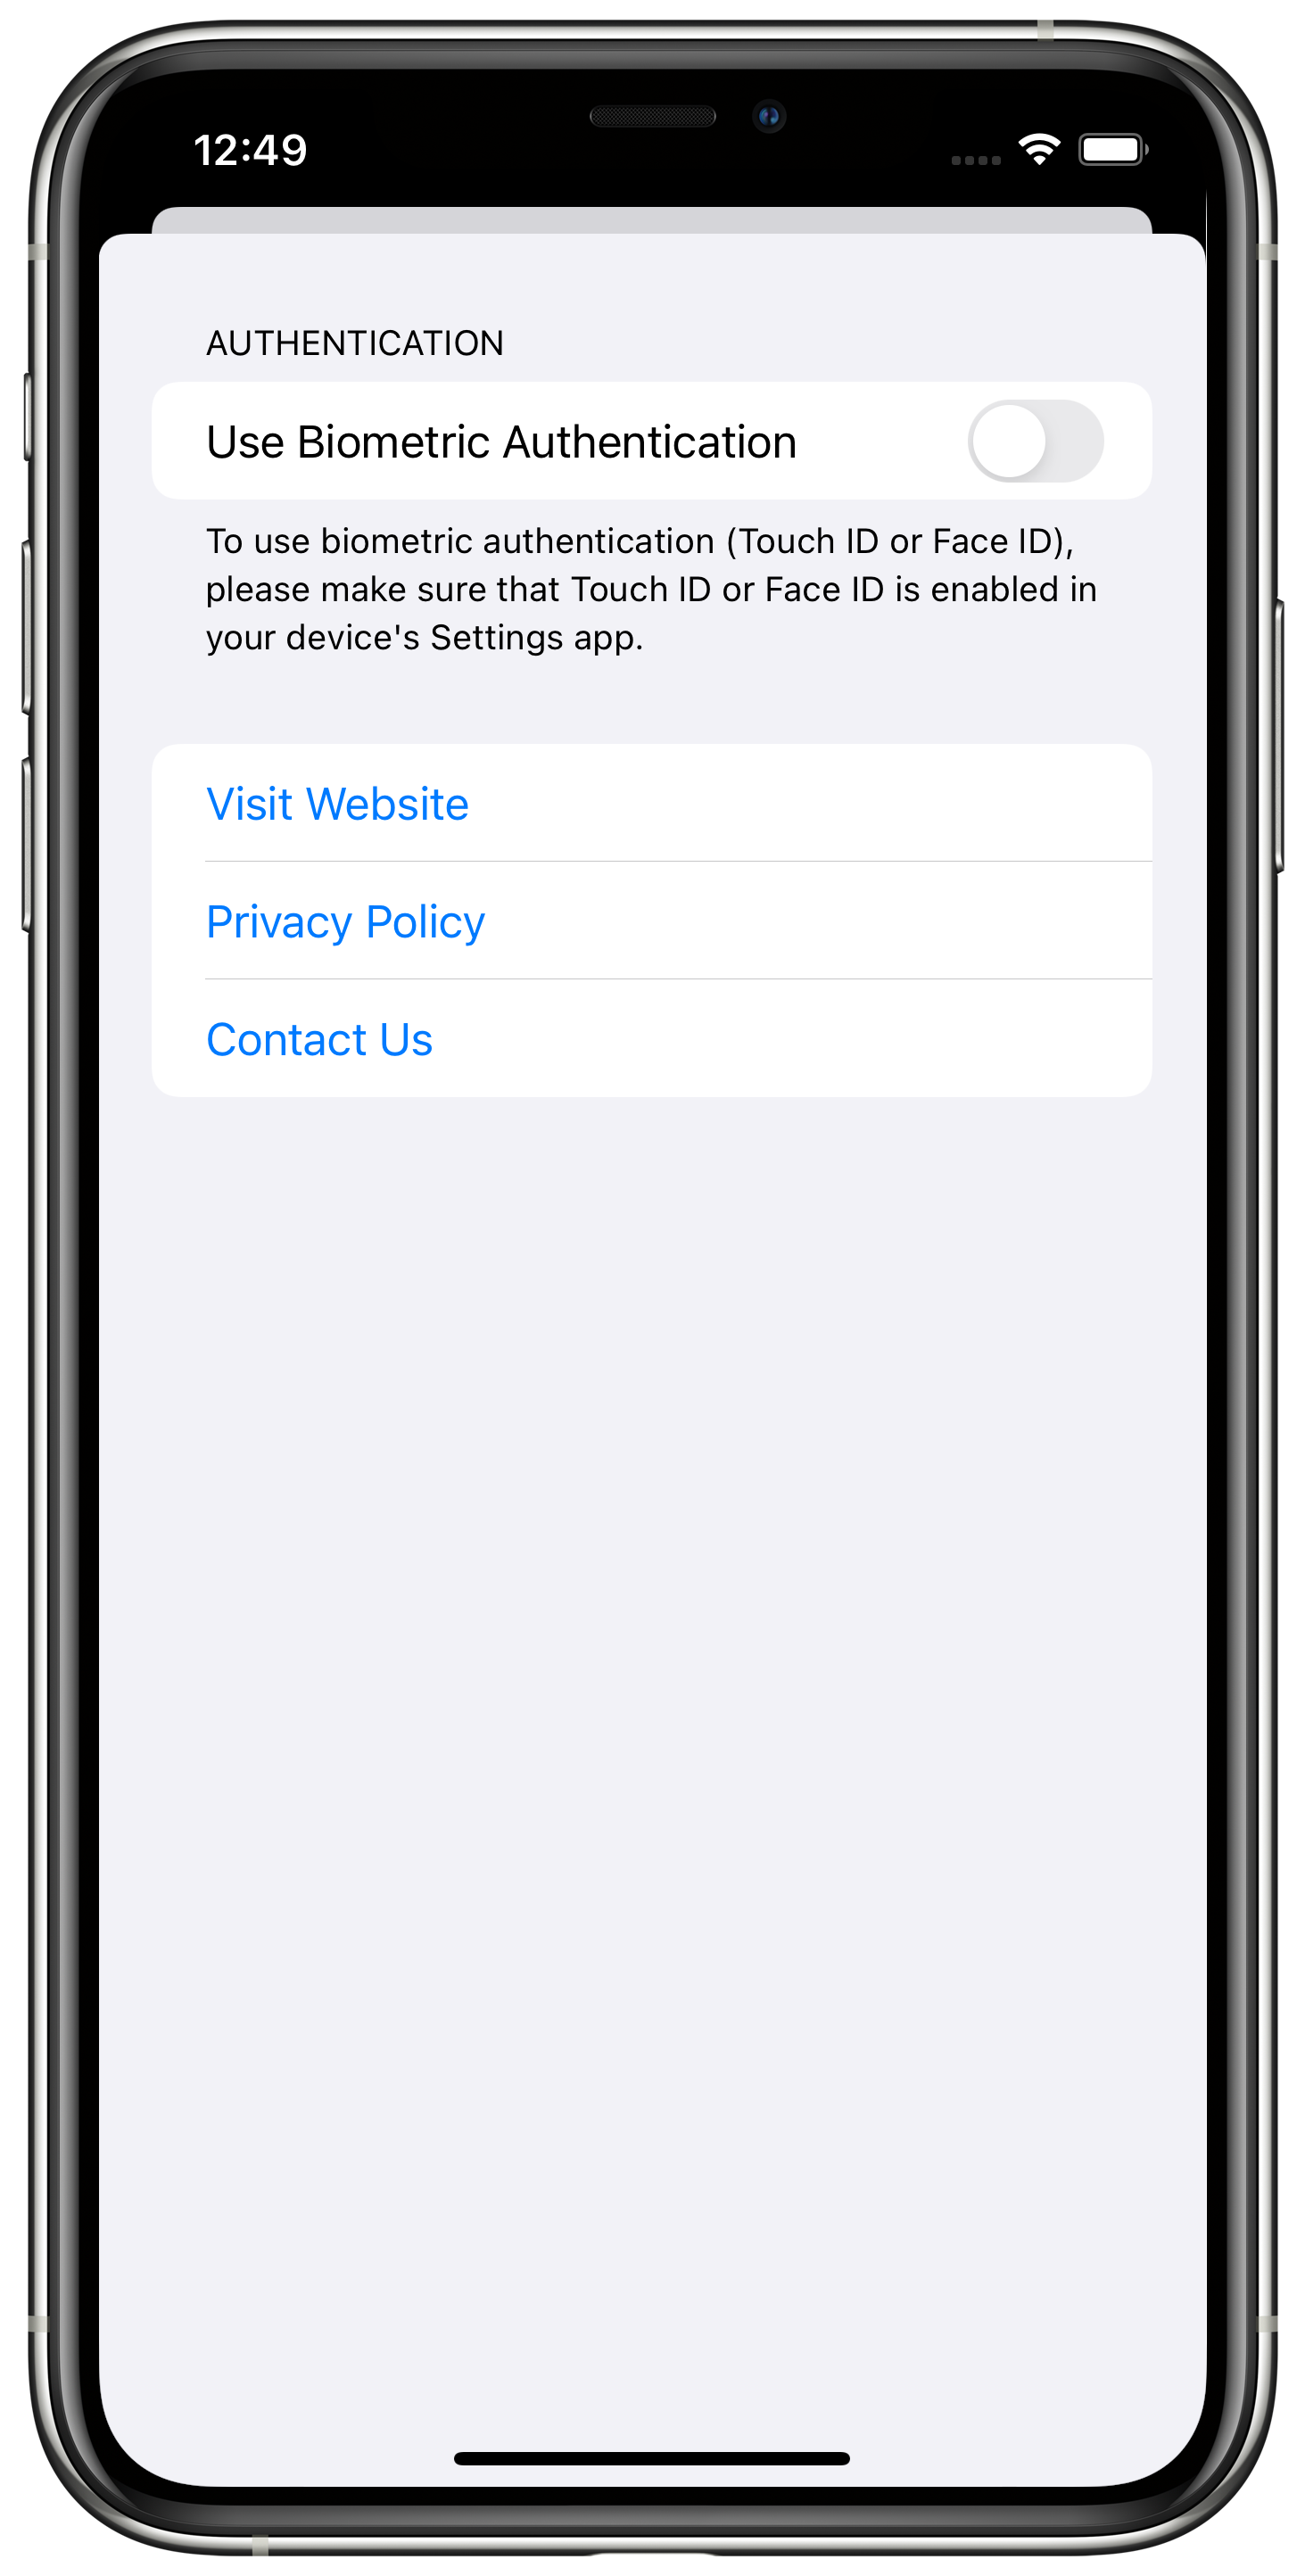 12:49
AUTHENTICATION
Use Biometric Authentication
To use biometric authentication (Touch ID or Face ID),
please make sure that Touch ID or Face ID is enabled in
your device's Settings app.
Visit Website
Privacy Policy
Contact Us